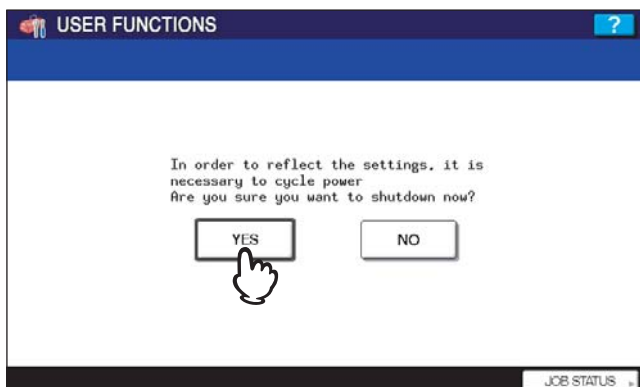 USER FUNCTIONS
?
In order to reflect the settings, it is
necessary to cycle power
Are you sure you want to shutdown now?
YES
NO
JOB STATUS